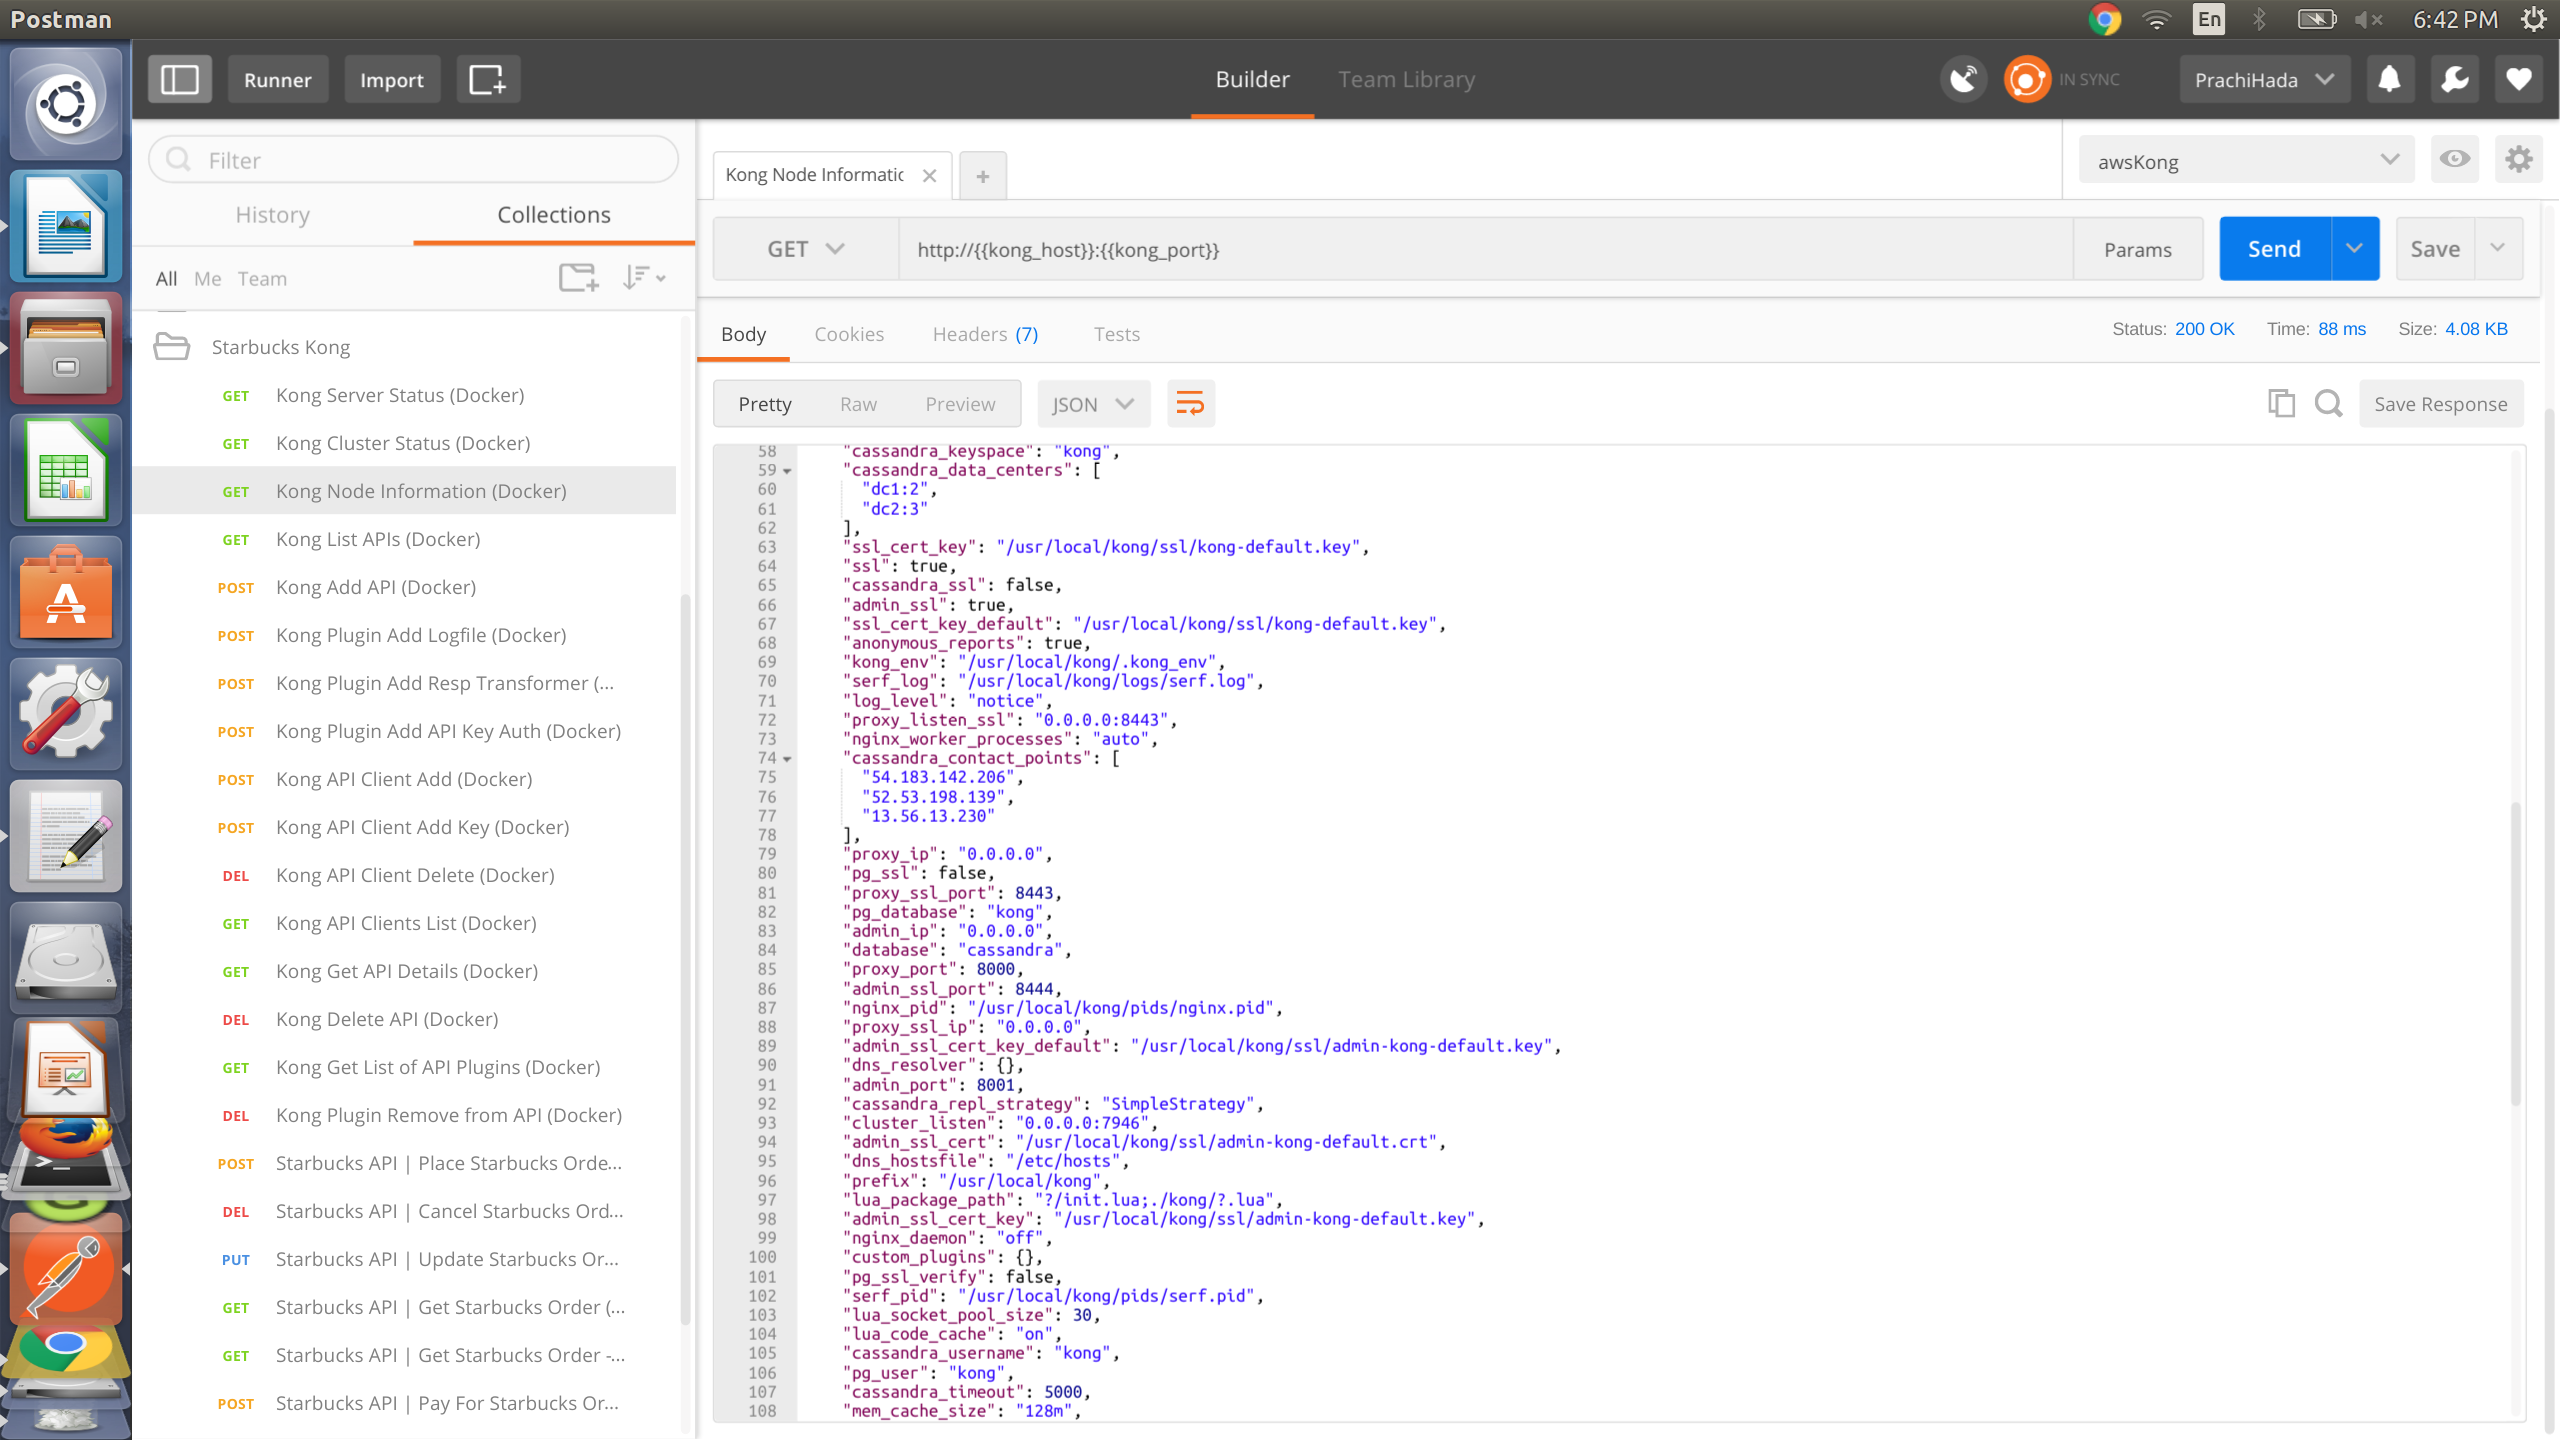 Postman
En
6:42 PM
Runner
Import
Builder
Team Library
IN SYNC
PrachiHada
Filter
History
Collections
All Me Team
Starbucks Kong
GET Kong Server Status (Docker)
GET Kong Cluster Status (Docker)
GET Kong Node Information (Docker)
GET Kong List APIs (Docker)
POST Kong Add API (Docker)
POST Kong Plugin Add Logfile (Docker)
POST Kong Plugin Add Resp Transformer (...
POST Kong Plugin Add API Key Auth (Docker)
POST Kong API Client Add (Docker)
POST Kong API Client Add Key (Docker)
DEL Kong API Client Delete (Docker)
GET Kong API Clients List (Docker)
GET Kong Get API Details (Docker)
DEL Kong Delete API (Docker)
GET Kong Get List of API Plugins (Docker)
DEL Kong Plugin Remove from API (Docker)
POST Starbucks API | Place Starbucks Orde...
DEL Starbucks API | Cancel Starbucks Ord...
PUT Starbucks API | Update Starbucks Or...
GET Starbucks API | Get Starbucks Order (...
GET Starbucks API | Get Starbucks Order -...
POST Starbucks API | Pay For Starbucks Or...
Kong Node Informatic
awsKong
GET
http://{{kong_host}}:{{kong_port}}
Params
Send
Save
Body
Cookies
Headers (7)
Tests
Status: 200 OK Time: 88 ms Size: 4.08 KB
Pretty Raw Preview
JSON
Save Response
58 "cassandra_keyspace": "kong",
59 "cassandra_data_centers": [
60 "dc1:2",
61 "dc2:3"
62 ],
63 "ssl_cert_key": "/usr/local/kong/ssl/kong-default.key",
64 "ssl": true,
65 "cassandra_ssl": false,
66 "admin_ssl": true,
67 "ssl_cert_key_default": "/usr/local/kong/ssl/kong-default.key",
68 "anonymous_reports": true,
69 "kong_env": "/usr/local/kong/.kong_env",
70 "serf_log": "/usr/local/kong/logs/serf.log",
71 "log_level": "notice",
72 "proxy_listen_ssl": "0.0.0.0:8443",
73 "nginx_worker_processes": "auto",
74 "cassandra_contact_points": [
75 "54.183.142.206",
76 "52.53.198.139",
77 "13.56.13.230"
78 ],
79 "proxy_ip": "0.0.0.0",
80 "pg_ssl": false,
81 "proxy_ssl_port": 8443,
82 "pg_database": "kong",
83 "admin_ip": "0.0.0.0",
84 "database": "cassandra",
85 "proxy_port": 8000,
86 "admin_ssl_port": 8444,
87 "nginx_pid": "/usr/local/kong/pids/nginx.pid",
88 "proxy_ssl_ip": "0.0.0.0",
89 "admin_ssl_cert_key_default": "/usr/local/kong/ssl/admin-kong-default.key",
90 "dns_resolver": {},
91 "admin_port": 8001,
92 "cassandra_repl_strategy": "SimpleStrategy",
93 "cluster_listen": "0.0.0.0:7946",
94 "admin_ssl_cert": "/usr/local/kong/ssl/admin-kong-default.crt",
95 "dns_hostsfile": "/etc/hosts",
96 "prefix": "/usr/local/kong",
97 "lua_package_path": "?/init.lua;./kong/?.lua",
98 "admin_ssl_cert_key": "/usr/local/kong/ssl/admin-kong-default.key",
99 "nginx_daemon": "off",
100 "custom_plugins": {},
101 "pg_ssl_verify": false,
102 "serf_pid": "/usr/local/kong/pids/serf.pid",
103 "lua_socket_pool_size": 30,
104 "lua_code_cache": "on",
105 "cassandra_username": "kong",
106 "pg_user": "kong",
107 "cassandra_timeout": 5000,
108 "mem_cache_size": "128m",